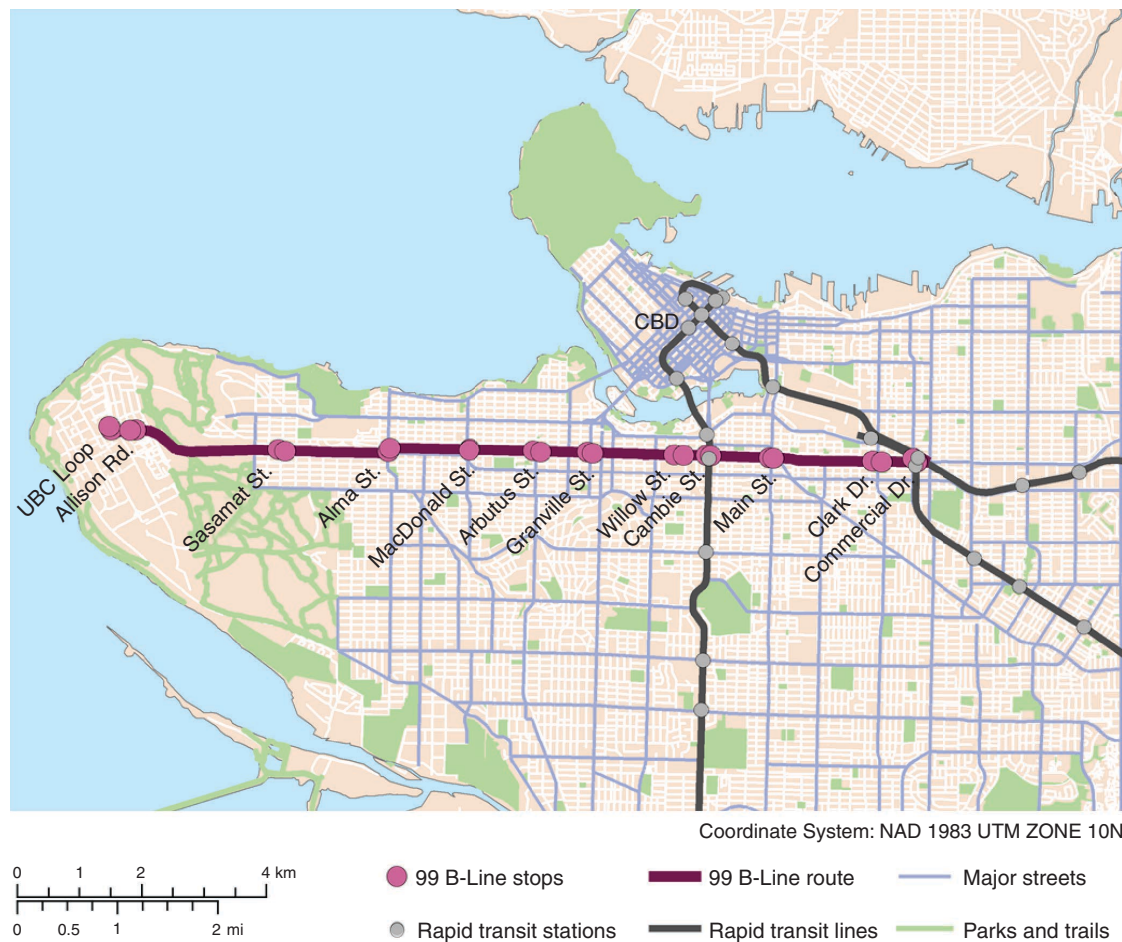 CBD
UBC Loop
Allison Rd.
Sasamat St.
Alma St.
MacDonald St.
Arbutus St.
Granville St.
Willow St.
Cambie St.
Main St.
Clark Dr.
Commercial Dr.
Coordinate System: NAD 1983 UTM ZONE 10N
0 1 2 4 km
0 0.5 1 2 mi
99 B-Line stops
99 B-Line route
Major streets
Rapid transit stations
Rapid transit lines
Parks and trails